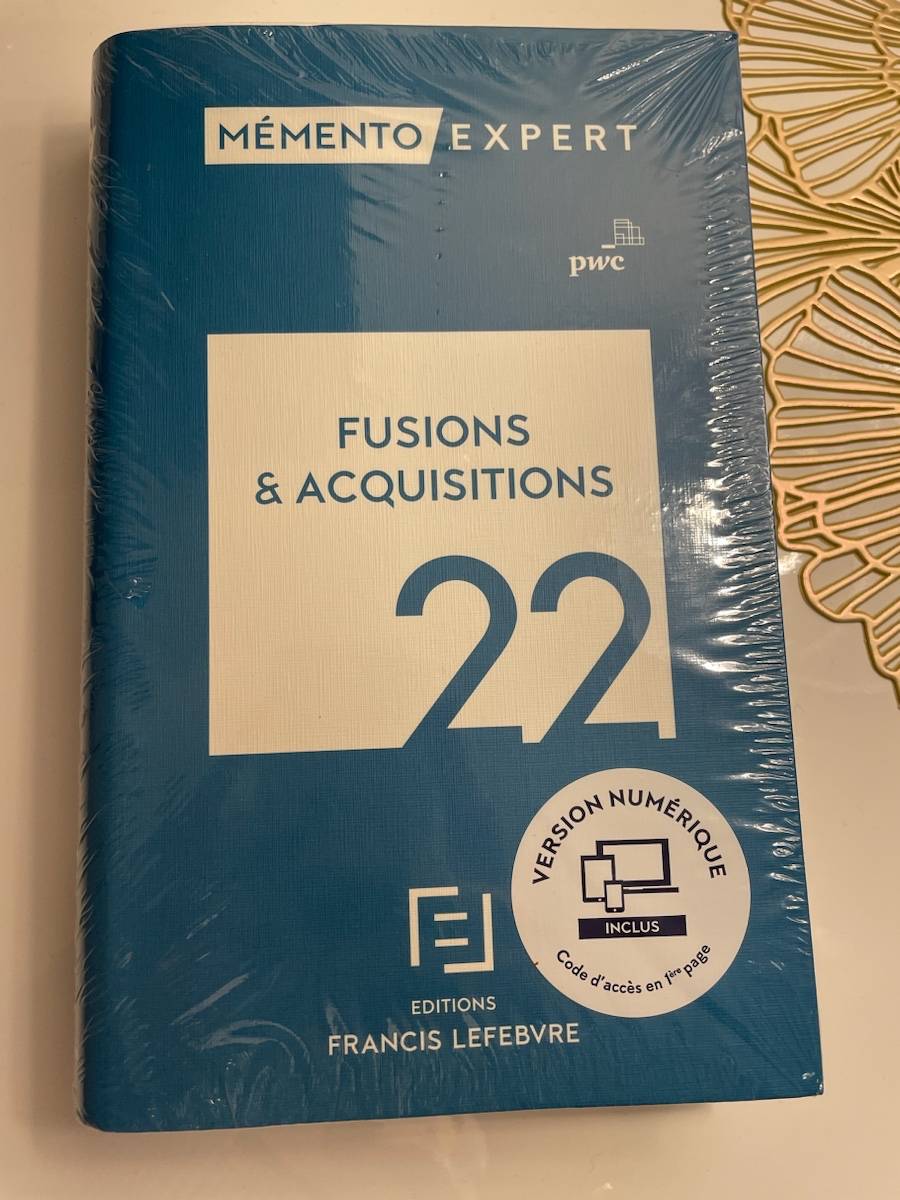 MÉMENTO EXPERT
pwc
FUSIONS
& ACQUISITIONS
22
VERSION NUMÉRIQUE
INCLUS
Code d'accès en 1ère page
EDITIONS
FRANCIS LEFEBVRE